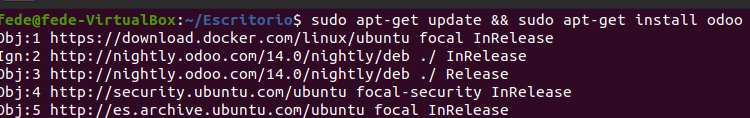 fede@fede-VirtualBox:~/Escritorio$ sudo apt-get update && sudo apt-get install odoo
Obj:1 https://download.docker.com/linux/ubuntu focal InRelease
Ign:2 http://nightly.odoo.com/14.0/nightly/deb ./ InRelease
Obj:3 http://nightly.odoo.com/14.0/nightly/deb ./ Release
Obj:4 http://security.ubuntu.com/ubuntu focal-security InRelease
Obj:5 http://es.archive.ubuntu.com/ubuntu focal InRelease